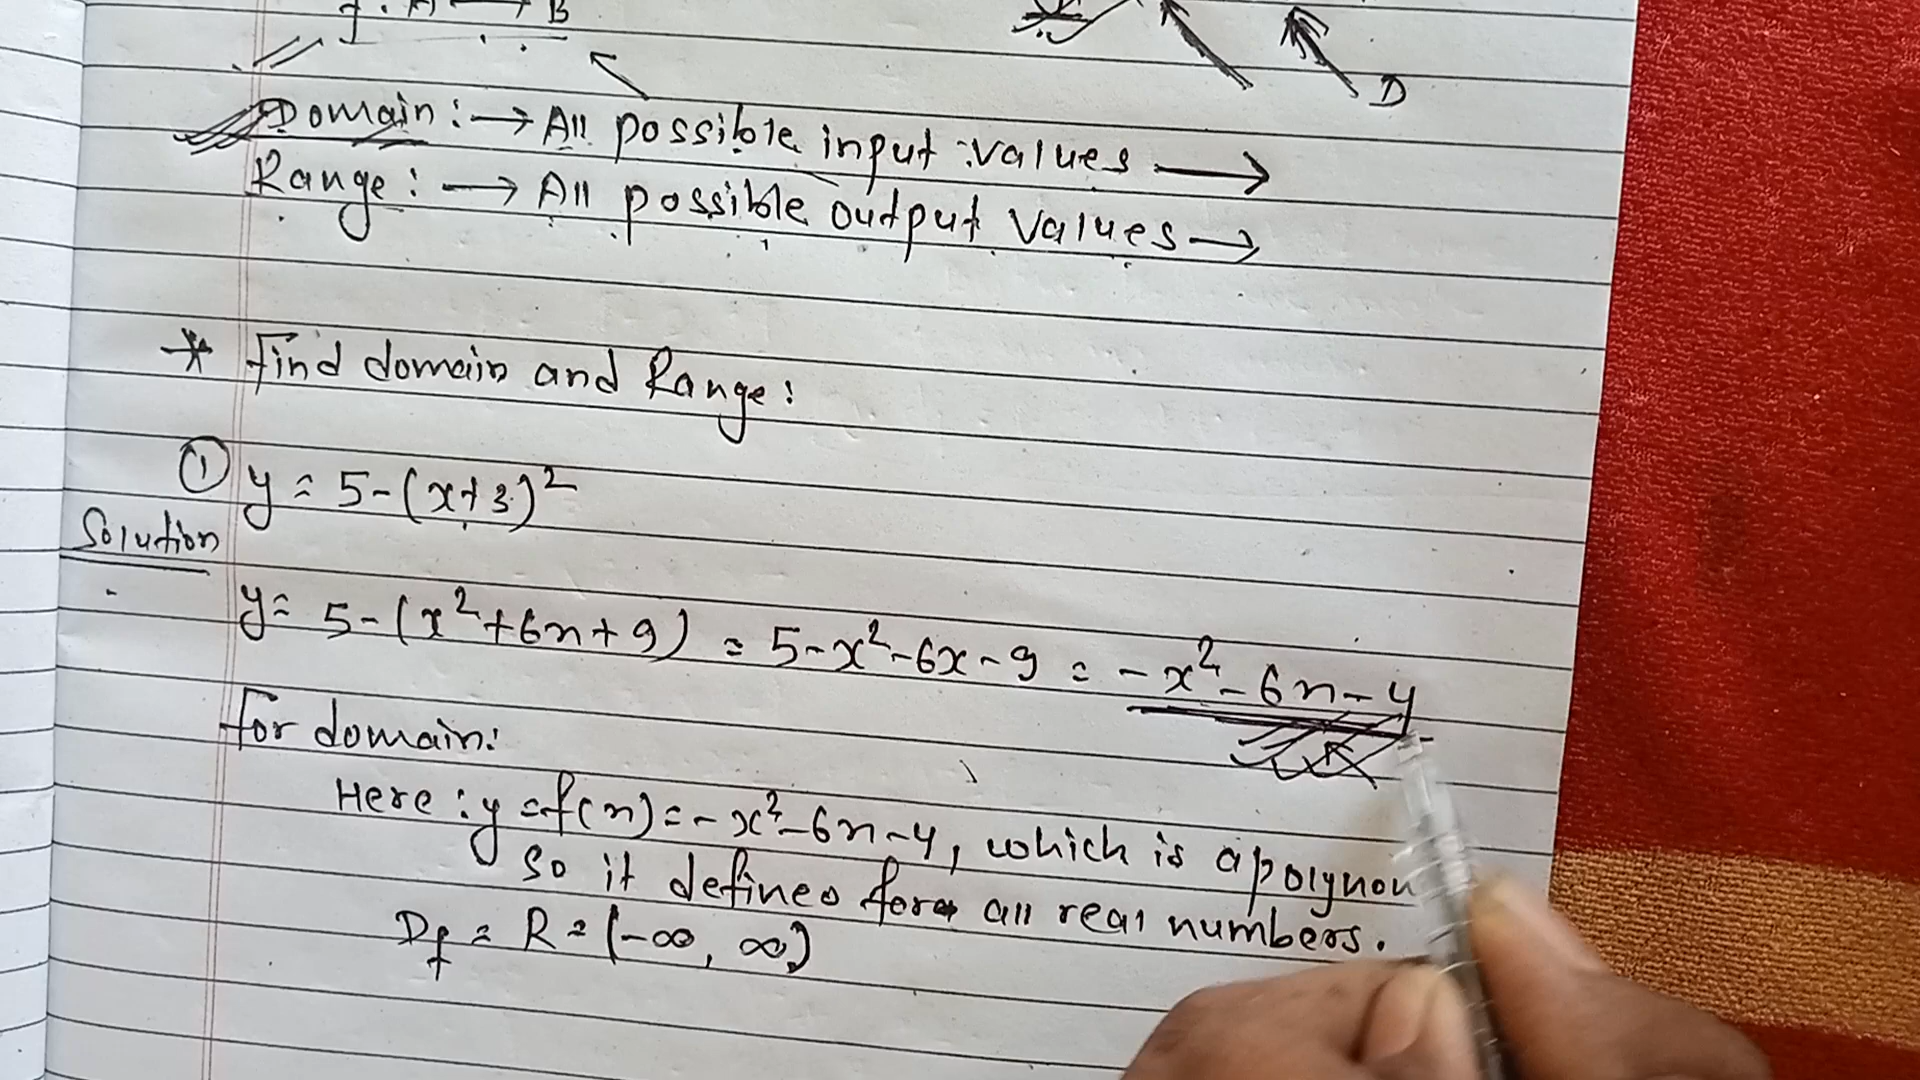 f : A → B
D
Domain : → All possible input values →
Range : → All possible output values →
* Find domain and Range :
① y = 5-(x+3)²
Solution
y = 5-(x²+6x+9) = 5-x²-6x-9 = -x²-6x-4
For domain:
Here : y = f(x) = -x²-6x-4, which is a polynom
So it defines for all real numbers.
D_f = R = (-∞, ∞)